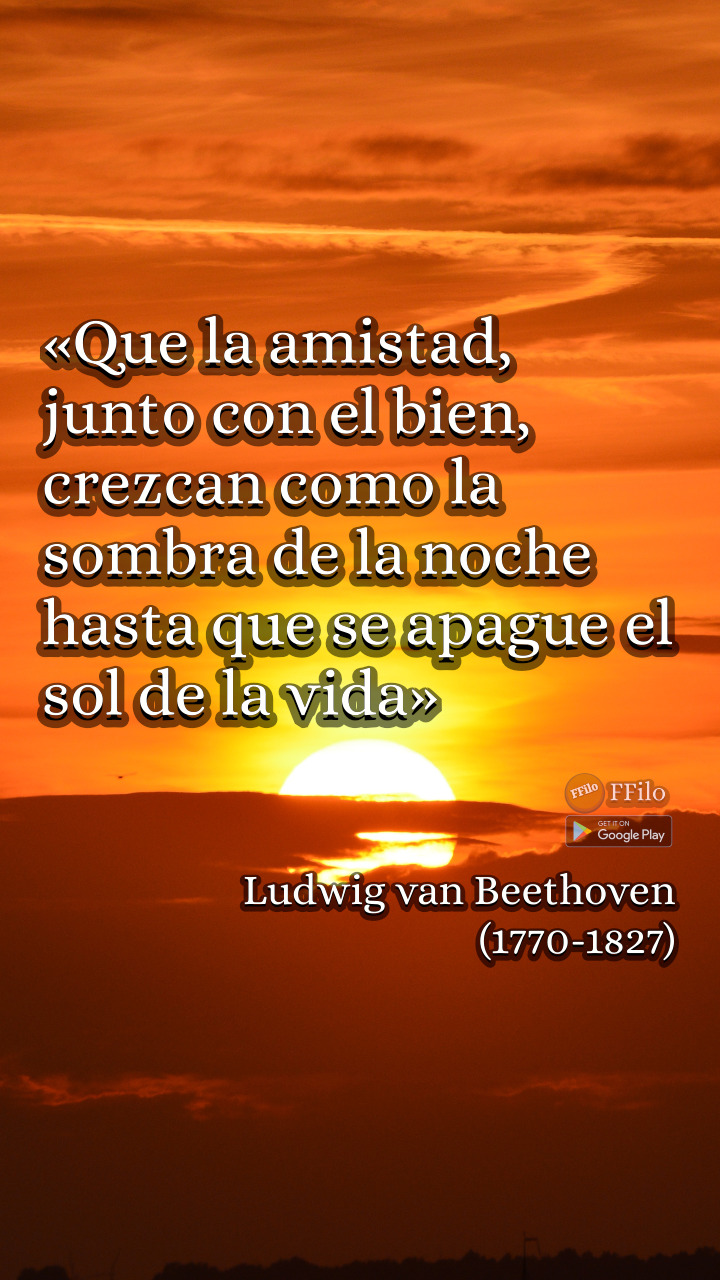 «Que la amistad,
junto con el bien,
crezcan como la
sombra de la noche
hasta que se apague el
sol de la vida»
FFilo FFilo
GET IT ON
Google Play
Ludwig van Beethoven
(1770-1827)